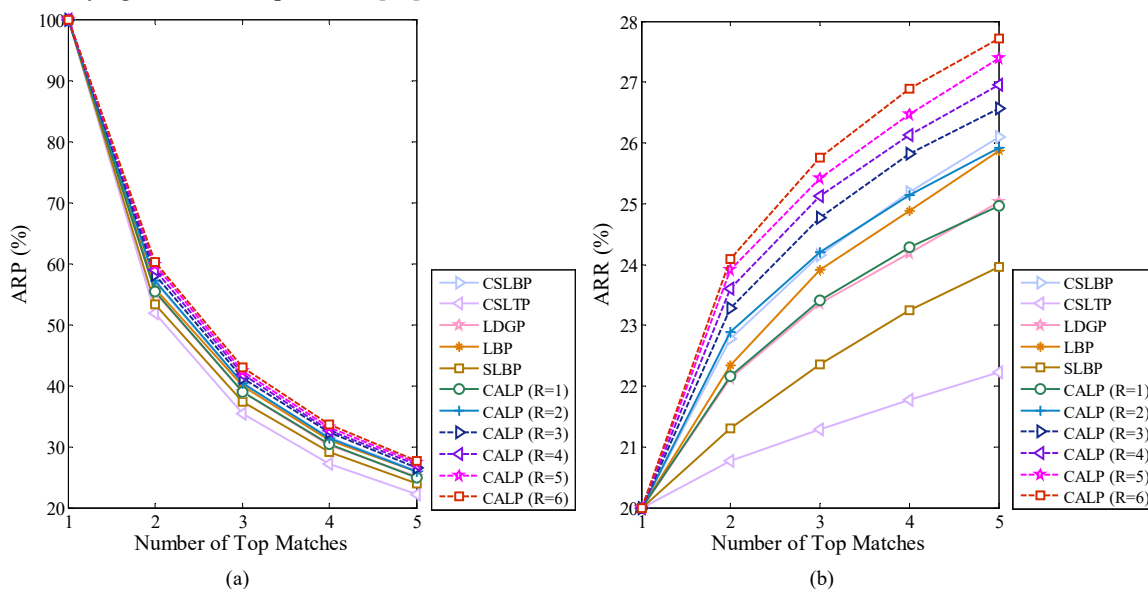 100
90
80
70
60
50
40
30
20
1
2
3
4
5
ARP (%)
Number of Top Matches
CSLBP
CSLTP
LDGP
LBP
SLBP
CALP (R=1)
CALP (R=2)
CALP (R=3)
CALP (R=4)
CALP (R=5)
CALP (R=6)
(a)
28
27
26
25
24
23
22
21
20
1
2
3
4
5
ARR (%)
Number of Top Matches
CSLBP
CSLTP
LDGP
LBP
SLBP
CALP (R=1)
CALP (R=2)
CALP (R=3)
CALP (R=4)
CALP (R=5)
CALP (R=6)
(b)